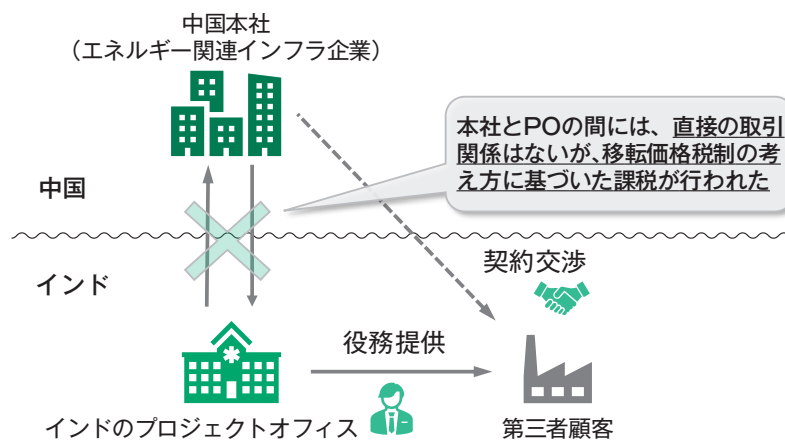 中国本社
（エネルギー関連インフラ企業）
本社とPOの間には、直接の取引
関係はないが、移転価格税制の考
え方に基づいた課税が行われた
中国
インド
契約交渉
役務提供
インドのプロジェクトオフィス
第三者顧客